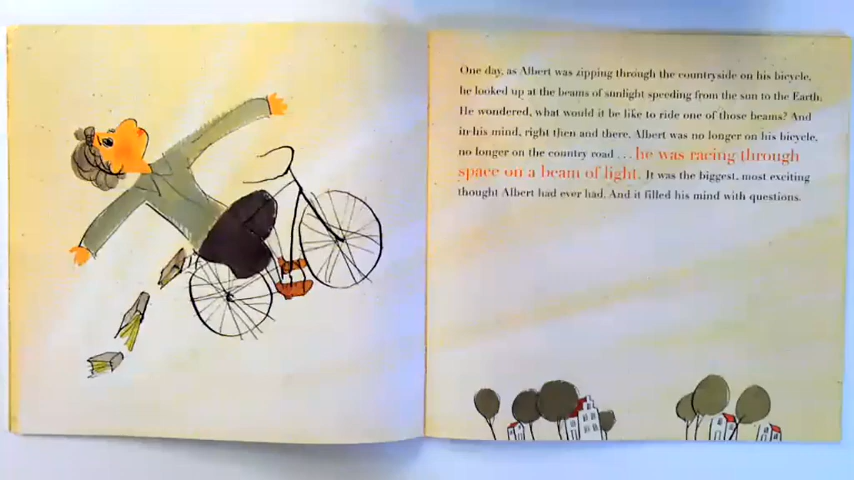 One day, as Albert was zipping through the countryside on his bicycle,
he looked up at the beams of sunlight speeding from the sun to the Earth.
He wondered, what would it be like to ride one of those beams? And
in his mind, right then and there, Albert was no longer on his bicycle,
no longer on the country road . . . he was racing through
space on a beam of light. It was the biggest, most exciting
thought Albert had ever had. And it filled his mind with questions.